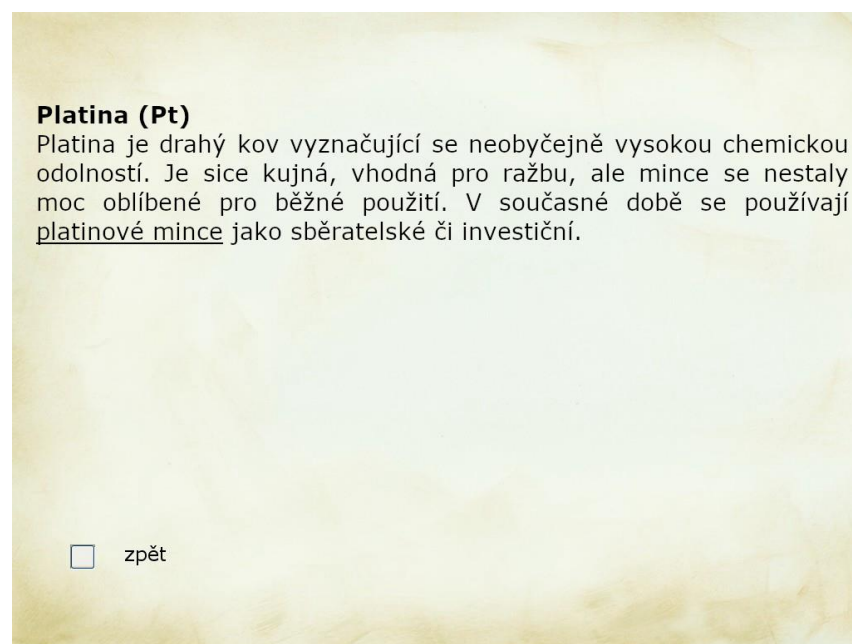 Platina (Pt)
Platina je drahý kov vyznačující se neobyčejně vysokou chemickou
odolností. Je sice kujná, vhodná pro ražbu, ale mince se nestaly
moc oblíbené pro běžné použití. V současné době se používají
platinové mince jako sběratelské či investiční.
zpět